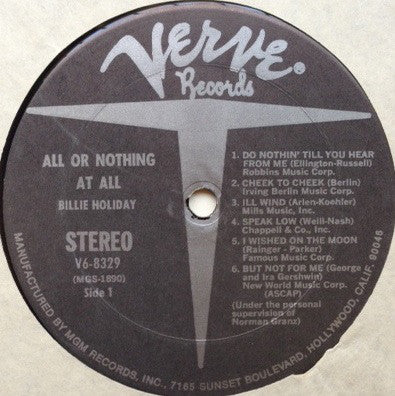 VERVE.
Records
ALL OR NOTHING
AT ALL
BILLIE HOLIDAY
STEREO
V6-8329
(MGS-1890)
Side 1
1. DO NOTHIN' TILL YOU HEAR
FROM ME (Ellington-Russell)
Robbins Music Corp.
2. CHEEK TO CHEEK (Berlin)
Irving Berlin Music Corp.
3. ILL WIND (Arlen-Koehler)
Mills Music, Inc.
4. SPEAK LOW (Weill-Nash)
Chappell & Co., Inc.
5. I WISHED ON THE MOON
(Rainger - Parker)
Famous Music Corp.
6. BUT NOT FOR ME (George
and Ira Gershwin)
New World Music Corp.
(ASCAP)
(Under the personal
supervision of
Norman Granz)
MANUFACTURED BY MGM RECORDS, INC., 7165 SUNSET BOULEVARD, HOLLYWOOD, CALIF. 90046